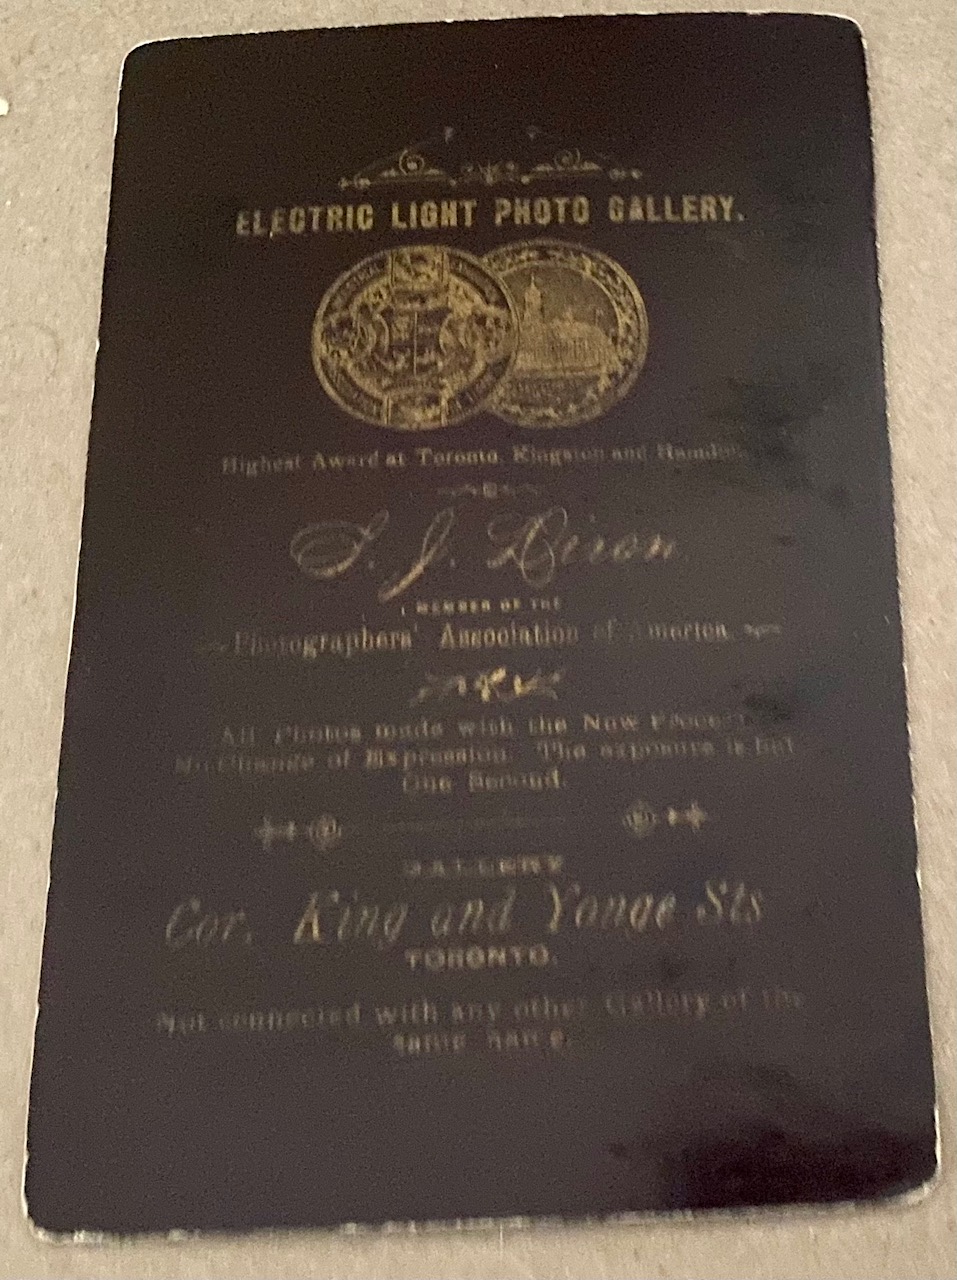 ELECTRIC LIGHT PHOTO GALLERY.
Highest Award at Toronto, Kingston and Hamilton.
S. J. Dixon
MEMBER OF THE
Photographers' Association of America.
All Photos made with the New Process
No Change of Expression. The exposure is but
One Second.
GALLERY
Cor. King and Yonge Sts
TORONTO.
Not connected with any other Gallery of the
same name.